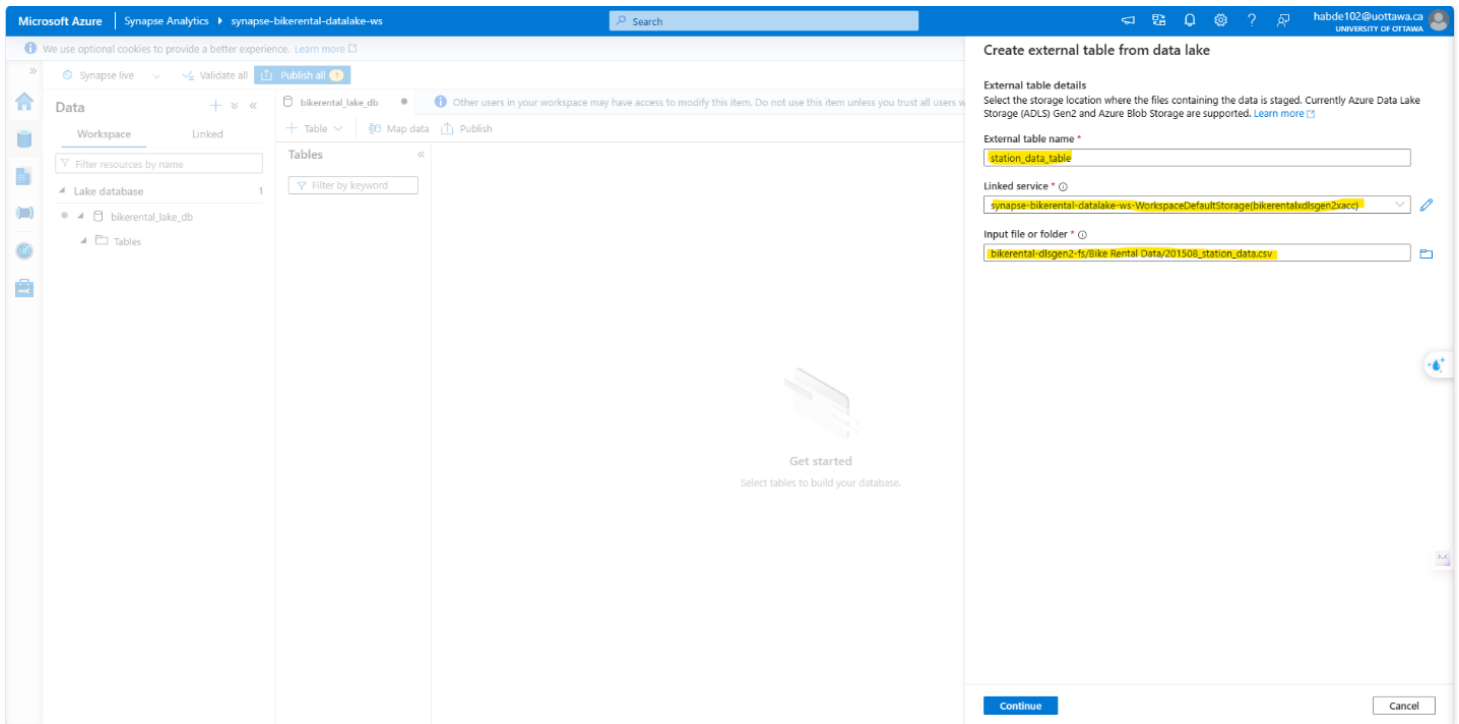 Microsoft Azure | Synapse Analytics ▸ synapse-bikerental-datalake-ws
Search
habde102@uottawa.ca
UNIVERSITY OF OTTAWA
We use optional cookies to provide a better experience. Learn more
Synapse live
Validate all
Publish all 1
Data
Workspace
Linked
Filter resources by name
Lake database 1
bikerental_lake_db
Tables
bikerental_lake_db
Other users in your workspace may have access to modify this item. Do not use this item unless you trust all users w
Table
Map data
Publish
Tables
Filter by keyword
Get started
Select tables to build your database.
Create external table from data lake
External table details
Select the storage location where the files containing the data is staged. Currently Azure Data Lake
Storage (ADLS) Gen2 and Azure Blob Storage are supported. Learn more
External table name *
station_data_table
Linked service *
synapse-bikerental-datalake-ws-WorkspaceDefaultStorage(bikerentalxdlsgen2xacc)
Input file or folder *
bikerental-dlsgen2-fs/Bike Rental Data/201508_station_data.csv
Continue
Cancel